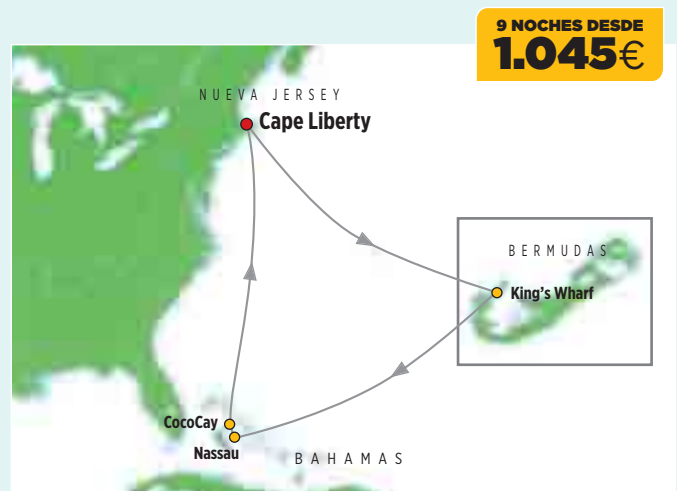 9 NOCHES DESDE
1.045€
NUEVA JERSEY
Cape Liberty
BERMUDAS
King's Wharf
CocoCay
Nassau
BAHAMAS